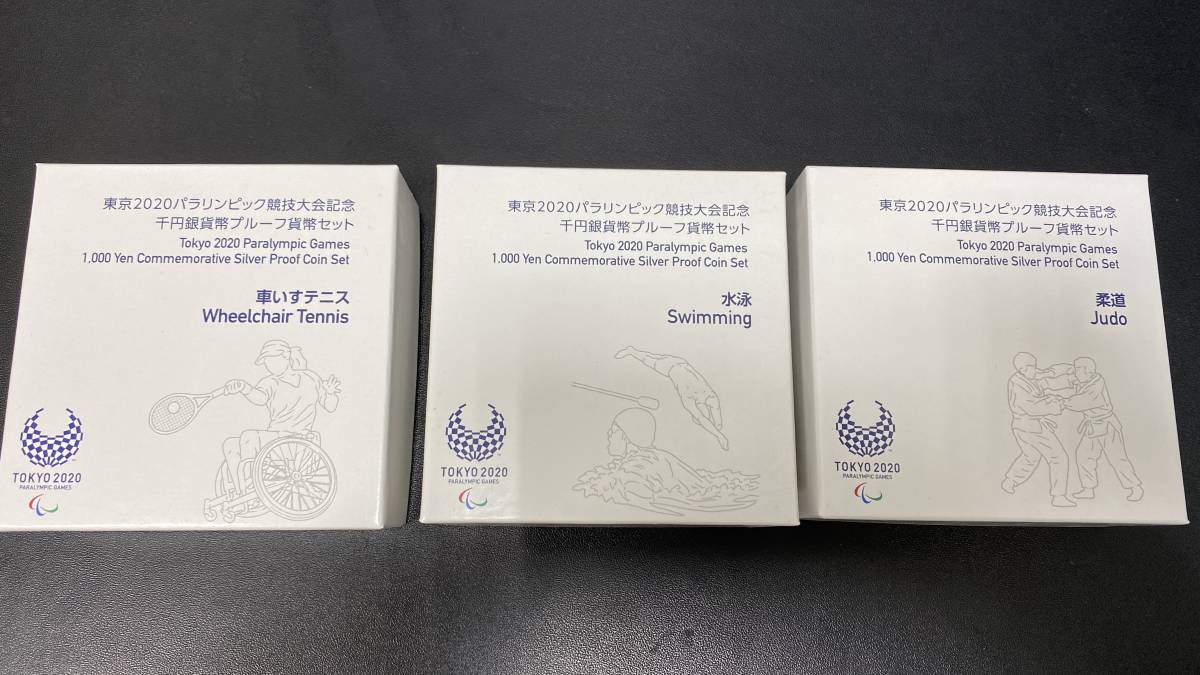 東京2020パラリンピック競技大会記念
千円銀貨幣プルーフ貨幣セット
Tokyo 2020 Paralympic Games
1,000 Yen Commemorative Silver Proof Coin Set
車いすテニス
Wheelchair Tennis
TOKYO 2020
PARALYMPIC GAMES
東京2020パラリンピック競技大会記念
千円銀貨幣プルーフ貨幣セット
Tokyo 2020 Paralympic Games
1,000 Yen Commemorative Silver Proof Coin Set
水泳
Swimming
TOKYO 2020
PARALYMPIC GAMES
東京2020パラリンピック競技大会記念
千円銀貨幣プルーフ貨幣セット
Tokyo 2020 Paralympic Games
1,000 Yen Commemorative Silver Proof Coin Set
柔道
Judo
TOKYO 2020
PARALYMPIC GAMES